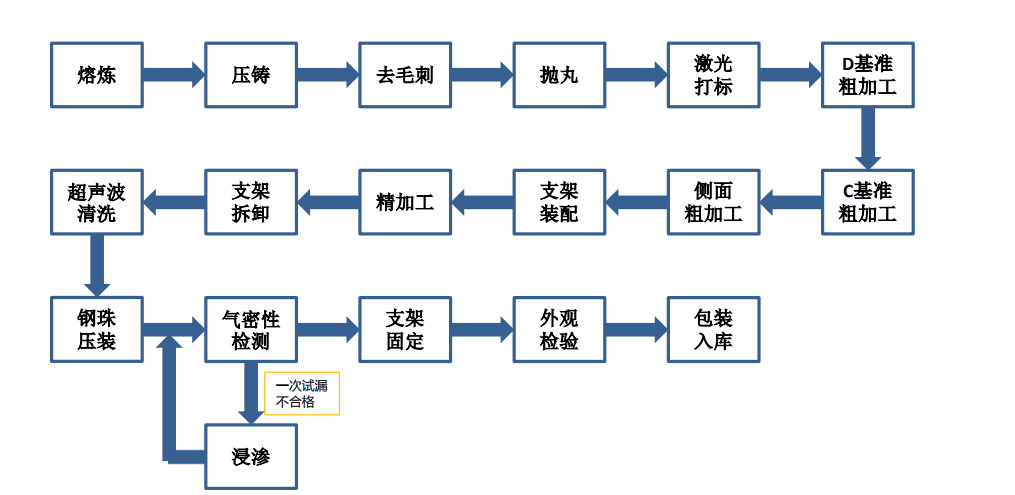 熔炼
压铸
去毛刺
抛丸
激光
打标
D基准
粗加工
超声波
清洗
支架
拆卸
精加工
支架
装配
侧面
粗加工
C基准
粗加工
钢珠
压装
气密性
检测
支架
固定
外观
检验
包装
入库
一次试漏
不合格
浸渗